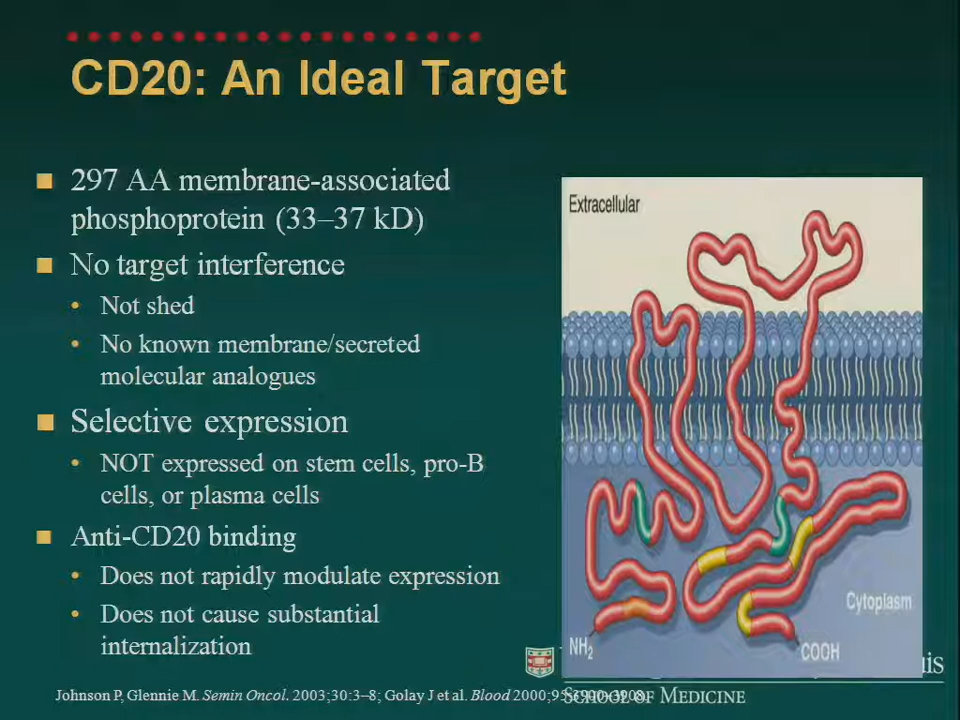 CD20: An Ideal Target
297 AA membrane-associated
phosphoprotein (33–37 kD)
No target interference
Not shed
No known membrane/secreted
molecular analogues
Selective expression
NOT expressed on stem cells, pro-B
cells, or plasma cells
Anti-CD20 binding
Does not rapidly modulate expression
Does not cause substantial
internalization
Extracellular
Cytoplasm
NH2
COOH
Johnson P, Glennie M. Semin Oncol. 2003;30:3–8; Golay J et al. Blood 2000;95:3900–3908.
SCHOOL OF MEDICINE